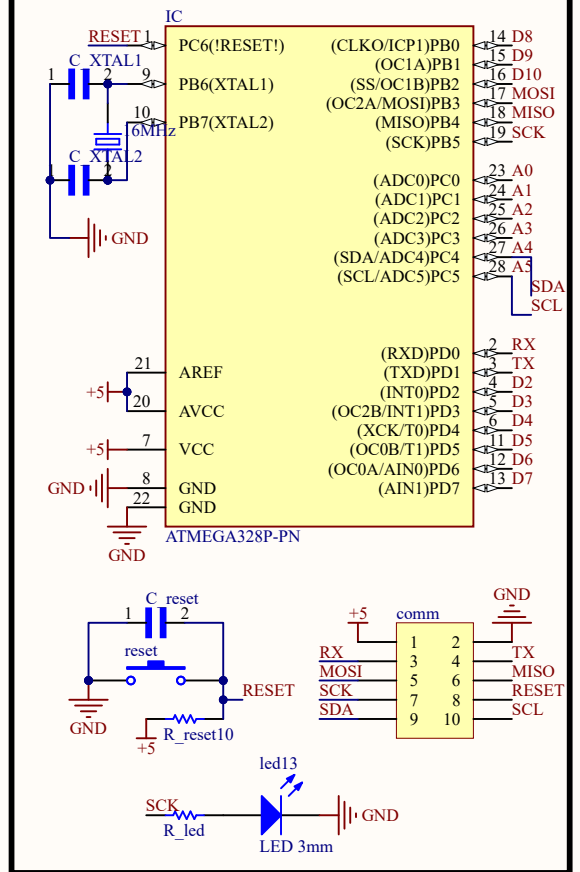 IC
RESET 1 PC6(!RESET!) (CLKO/ICP1)PB0 14 D8
(OC1A)PB1 15 D9
C_XTAL1
1 2 9 PB6(XTAL1) (SS/OC1B)PB2 16 D10
(OC2A/MOSI)PB3 17 MOSI
10 PB7(XTAL2) (MISO)PB4 18 MISO
16MHz
(SCK)PB5 19 SCK
C_XTAL2
1 2 (ADC0)PC0 23 A0
(ADC1)PC1 24 A1
(ADC2)PC2 25 A2
GND (ADC3)PC3 26 A3
(SDA/ADC4)PC4 27 A4
(SCL/ADC5)PC5 28 A5
SDA
SCL
(RXD)PD0 2 RX
21 AREF (TXD)PD1 3 TX
+5 (INT0)PD2 4 D2
20 AVCC (OC2B/INT1)PD3 5 D3
(XCK/T0)PD4 6 D4
+5 7 VCC (OC0B/T1)PD5 11 D5
(OC0A/AIN0)PD6 12 D6
GND 8 GND (AIN1)PD7 13 D7
22 GND
ATMEGA328P-PN
GND
C_reset
1 2
reset
RESET
GND
+5
R_reset10
GND
+5 comm
1 2
RX 3 4 TX
MOSI 5 6 MISO
SCK 7 8 RESET
SDA 9 10 SCL
led13
SCK
R_led
GND
LED 3mm